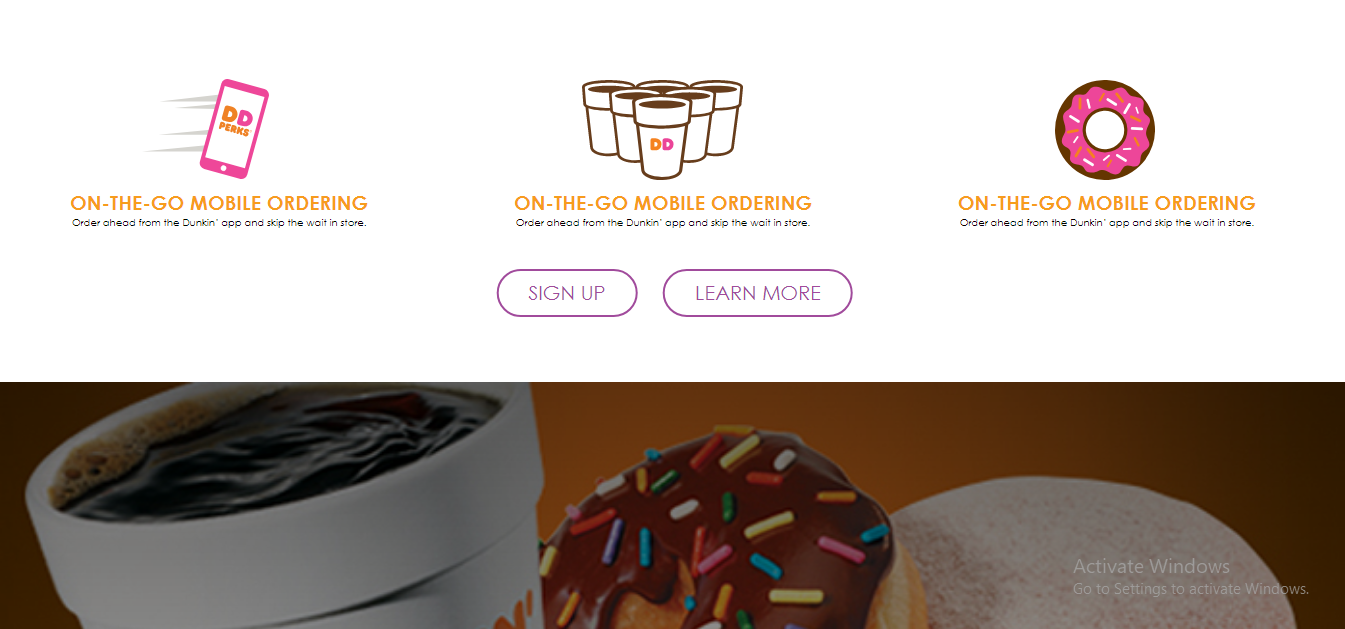 DD
PERKS
DD
ON-THE-GO MOBILE ORDERING
Order ahead from the Dunkin' app and skip the wait in store.
ON-THE-GO MOBILE ORDERING
Order ahead from the Dunkin' app and skip the wait in store.
ON-THE-GO MOBILE ORDERING
Order ahead from the Dunkin' app and skip the wait in store.
SIGN UP
LEARN MORE
Activate Windows
Go to Settings to activate Windows.